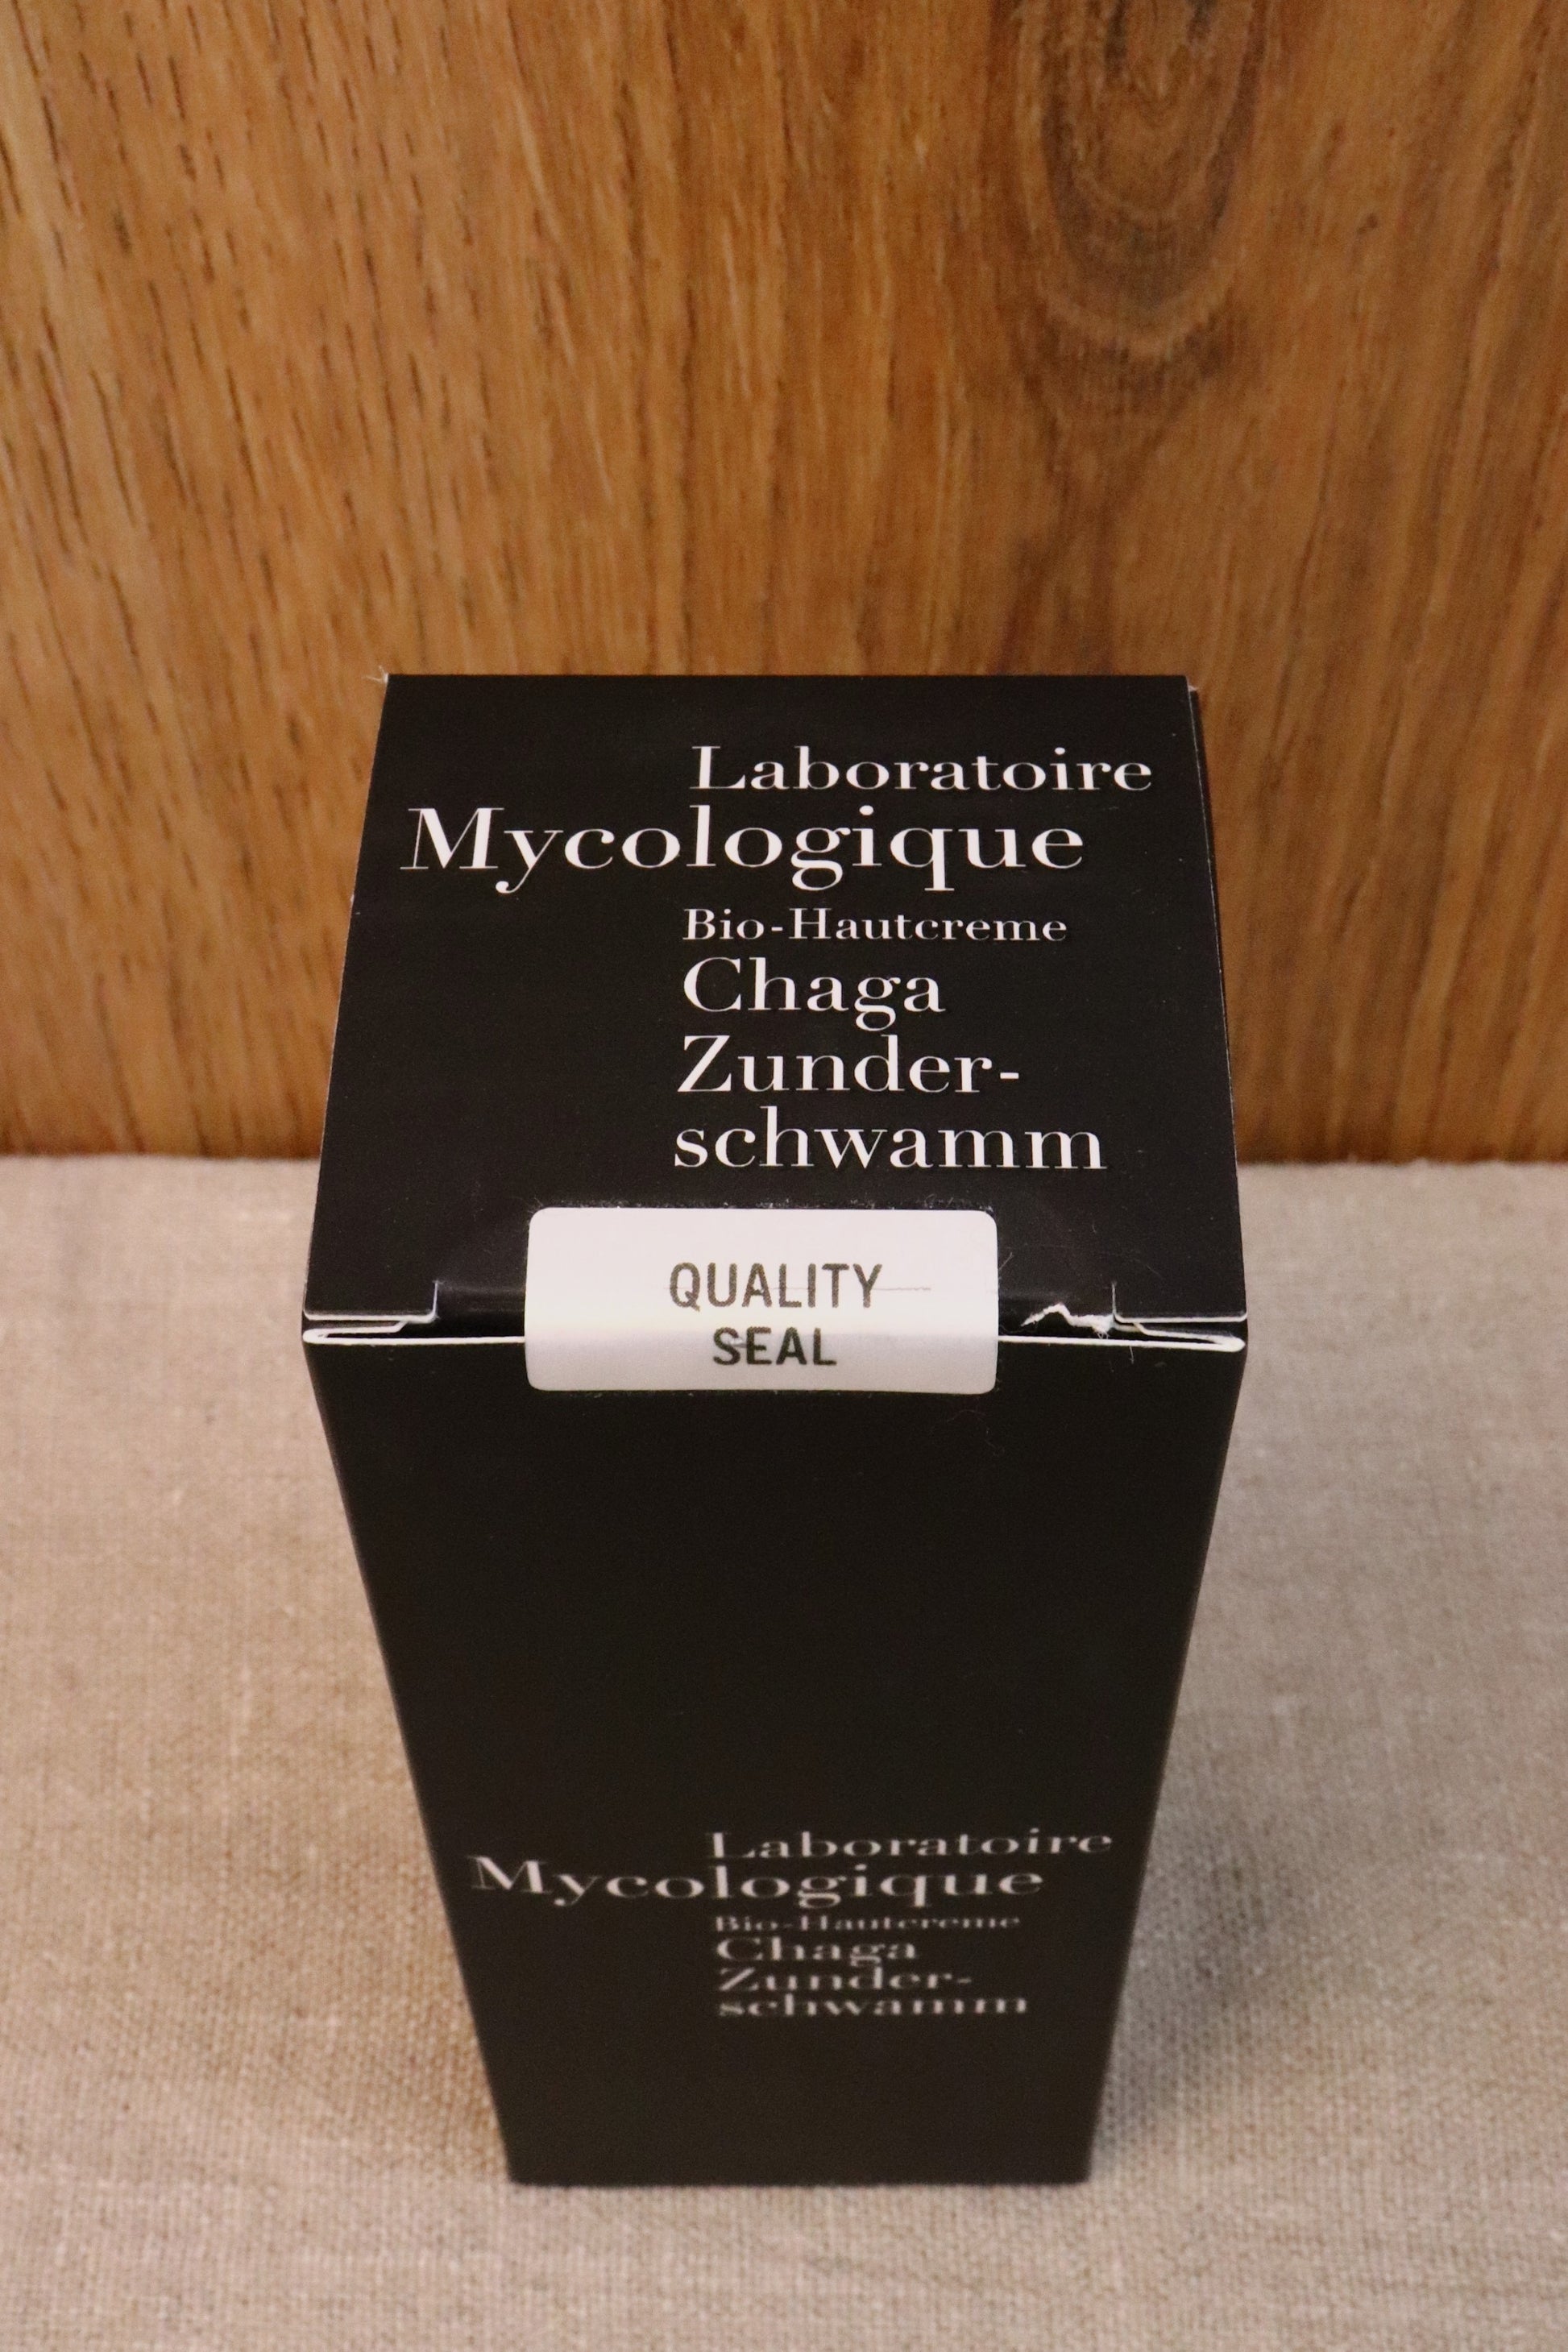 Laboratoire
Mycologique
Bio-Hautcreme
Chaga
Zunder-
schwamm
QUALITY
SEAL
Laboratoire
Mycologique
Bio-Hautcreme
Chaga
Zunder-
schwamm